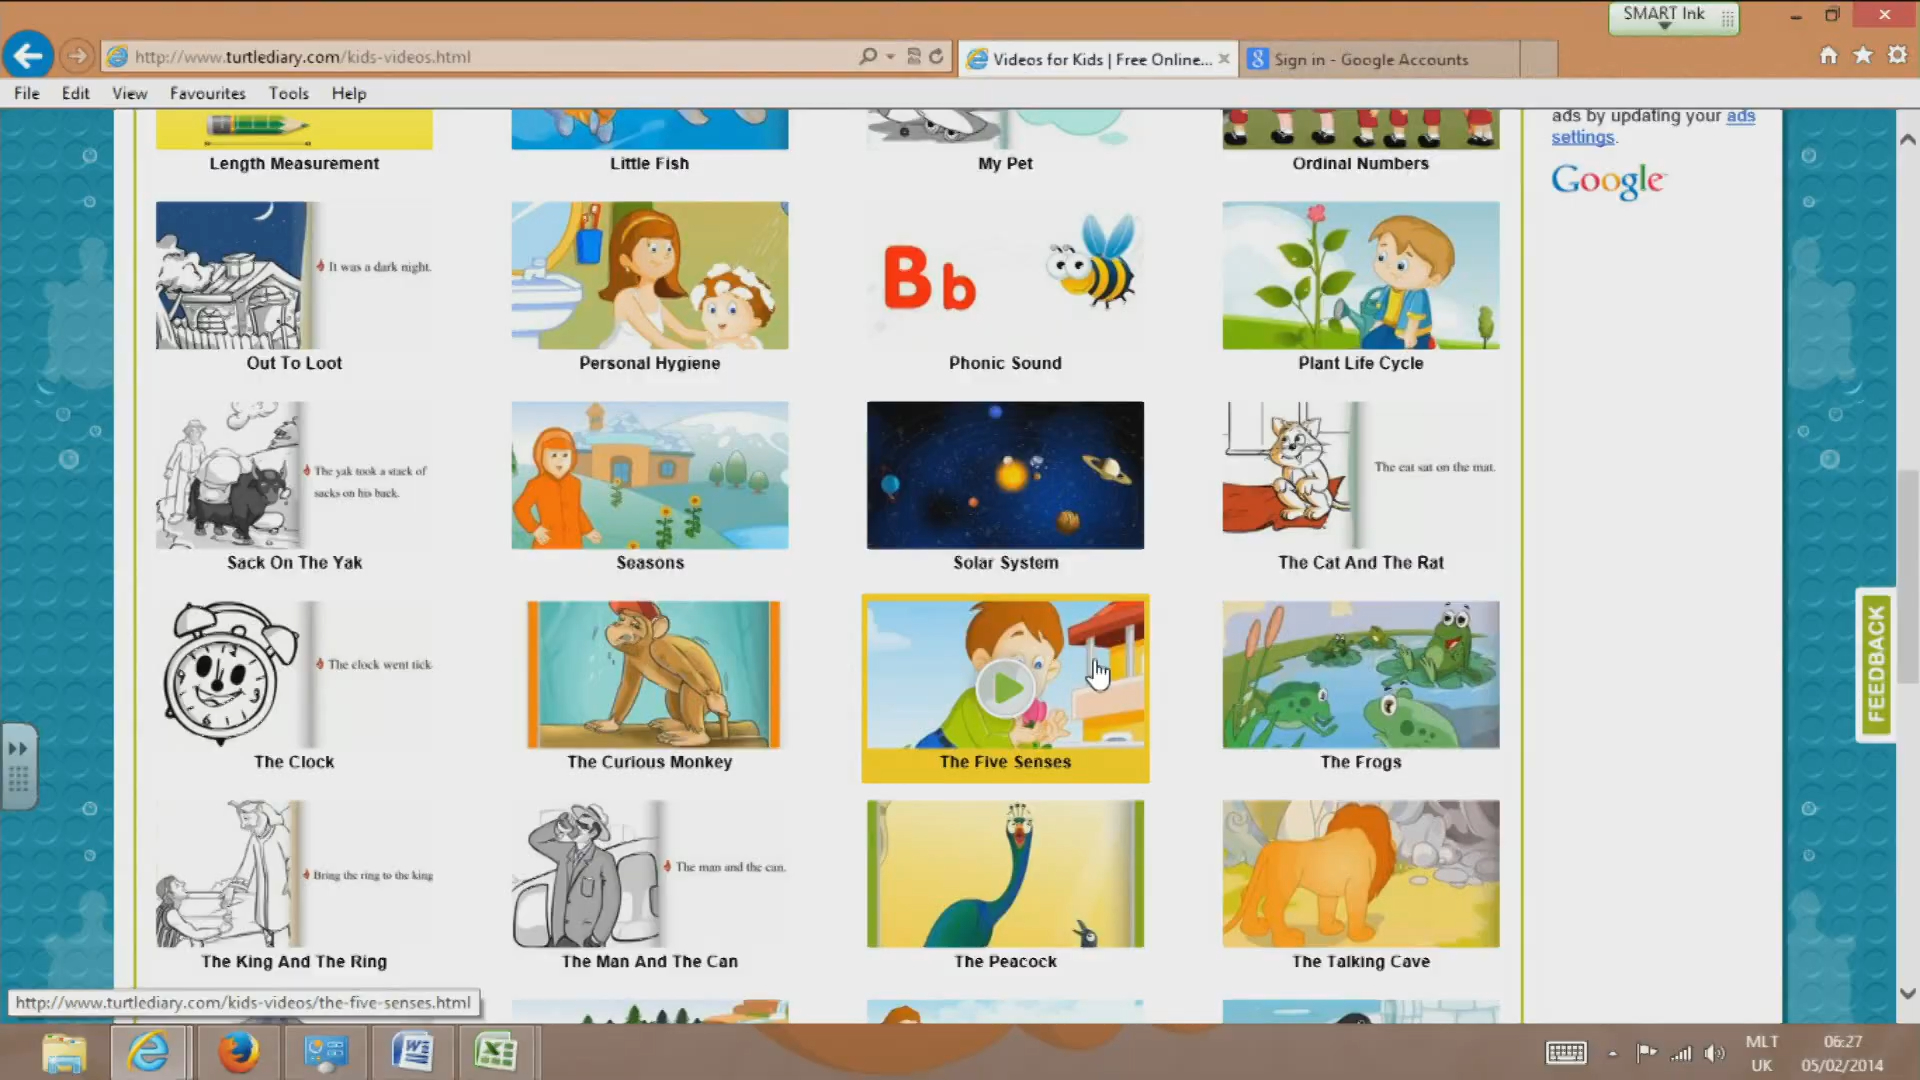 SMART Ink
http://www.turtlediary.com/kids-videos.html
Videos for Kids | Free Online...
Sign in - Google Accounts
File Edit View Favourites Tools Help
ads by updating your ads
settings.
Google
Length Measurement
Little Fish
My Pet
Ordinal Numbers
It was a dark night.
B b
Out To Loot
Personal Hygiene
Phonic Sound
Plant Life Cycle
The yak took a stack of
sacks on his back.
The cat sat on the mat.
Sack On The Yak
Seasons
Solar System
The Cat And The Rat
The clock went tick
The Clock
The Curious Monkey
The Five Senses
The Frogs
FEEDBACK
Bring the ring to the king
The man and the can.
The King And The Ring
The Man And The Can
The Peacock
The Talking Cave
http://www.turtlediary.com/kids-videos/the-five-senses.html
MLT
UK
06:27
05/02/2014